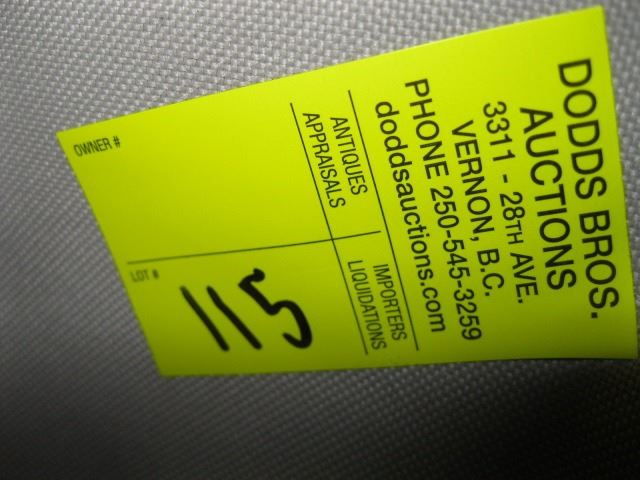 DODDS BROS.
AUCTIONS
3311 - 28TH AVE.
VERNON, B.C.
PHONE 250-545-3259
doddsauctions.com
ANTIQUES IMPORTERS
APPRAISALS LIQUIDATIONS
OWNER # LOT #
115